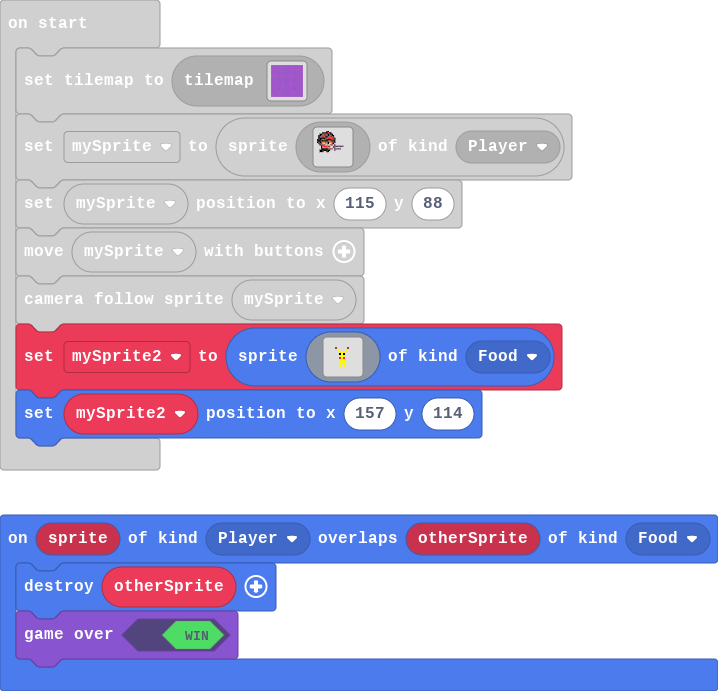 on start
set tilemap to tilemap
set mySprite to sprite of kind Player
set mySprite position to x 115 y 88
move mySprite with buttons
camera follow sprite mySprite
set mySprite2 to sprite of kind Food
set mySprite2 position to x 157 y 114
on sprite of kind Player overlaps otherSprite of kind Food
destroy otherSprite
game over WIN